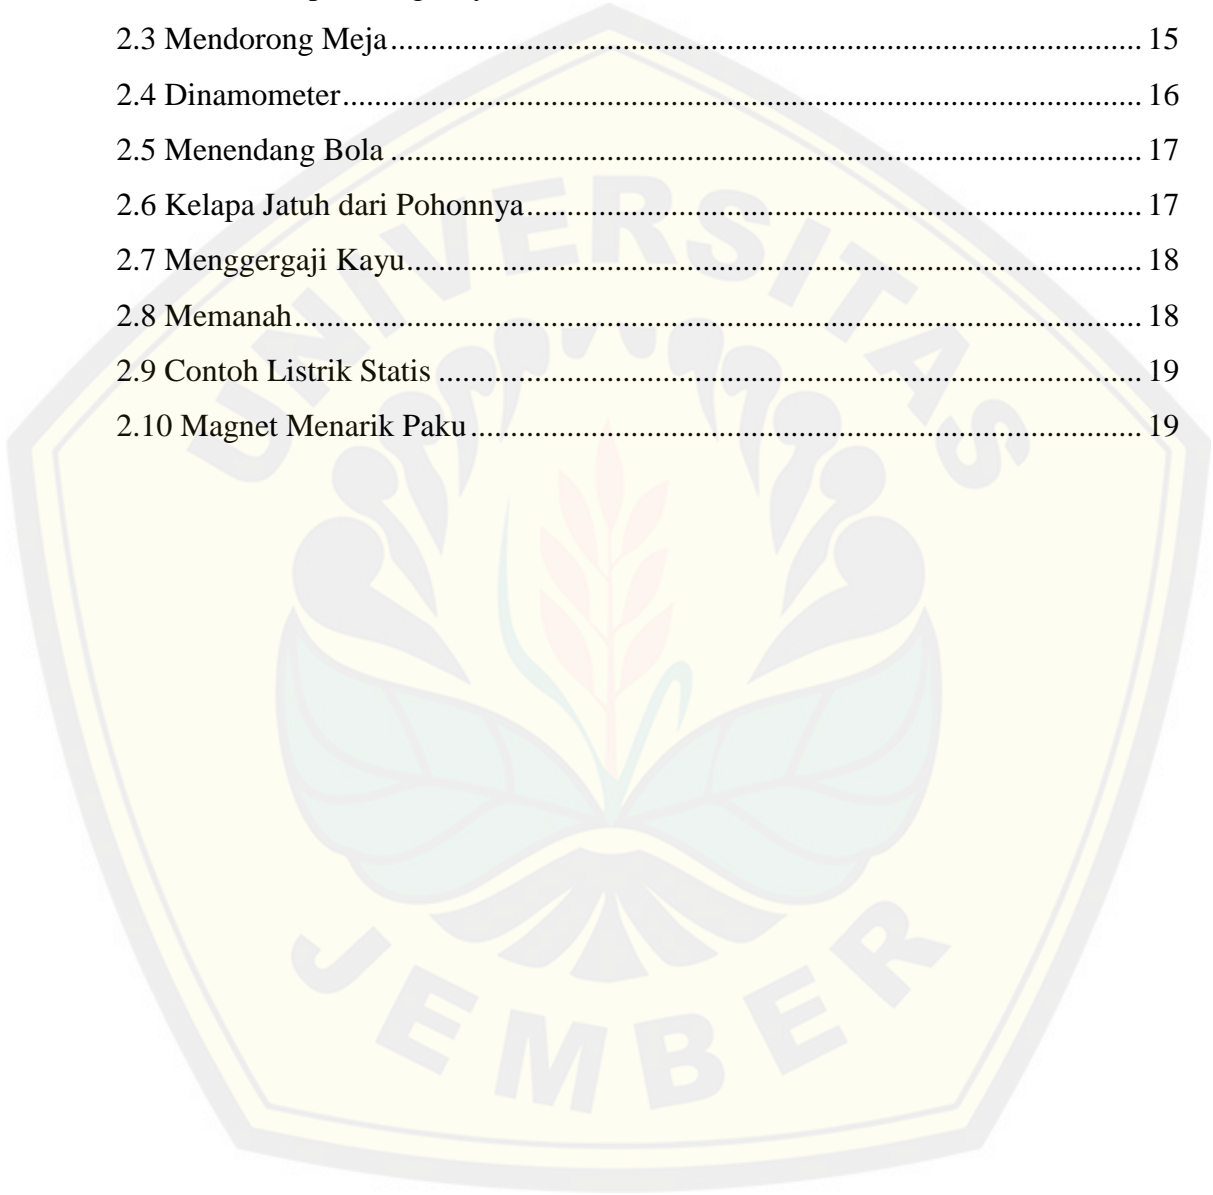 2.3 Mendorong Meja.............................................................................................. 15
2.4 Dinamometer.................................................................................................... 16
2.5 Menendang Bola .............................................................................................. 17
2.6 Kelapa Jatuh dari Pohonnya............................................................................. 17
2.7 Menggergaji Kayu............................................................................................ 18
2.8 Memanah.......................................................................................................... 18
2.9 Contoh Listrik Statis ........................................................................................ 19
2.10 Magnet Menarik Paku.................................................................................... 19
UNIVERSITAS
JEMBER